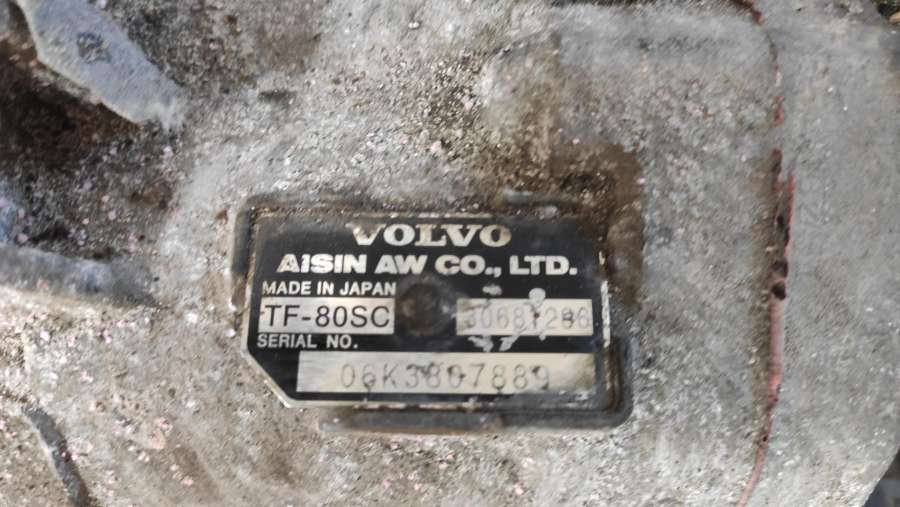 VOLVO
AISIN AW CO., LTD.
MADE IN JAPAN
TF-80SC 30681286
SERIAL NO.
06K3807889